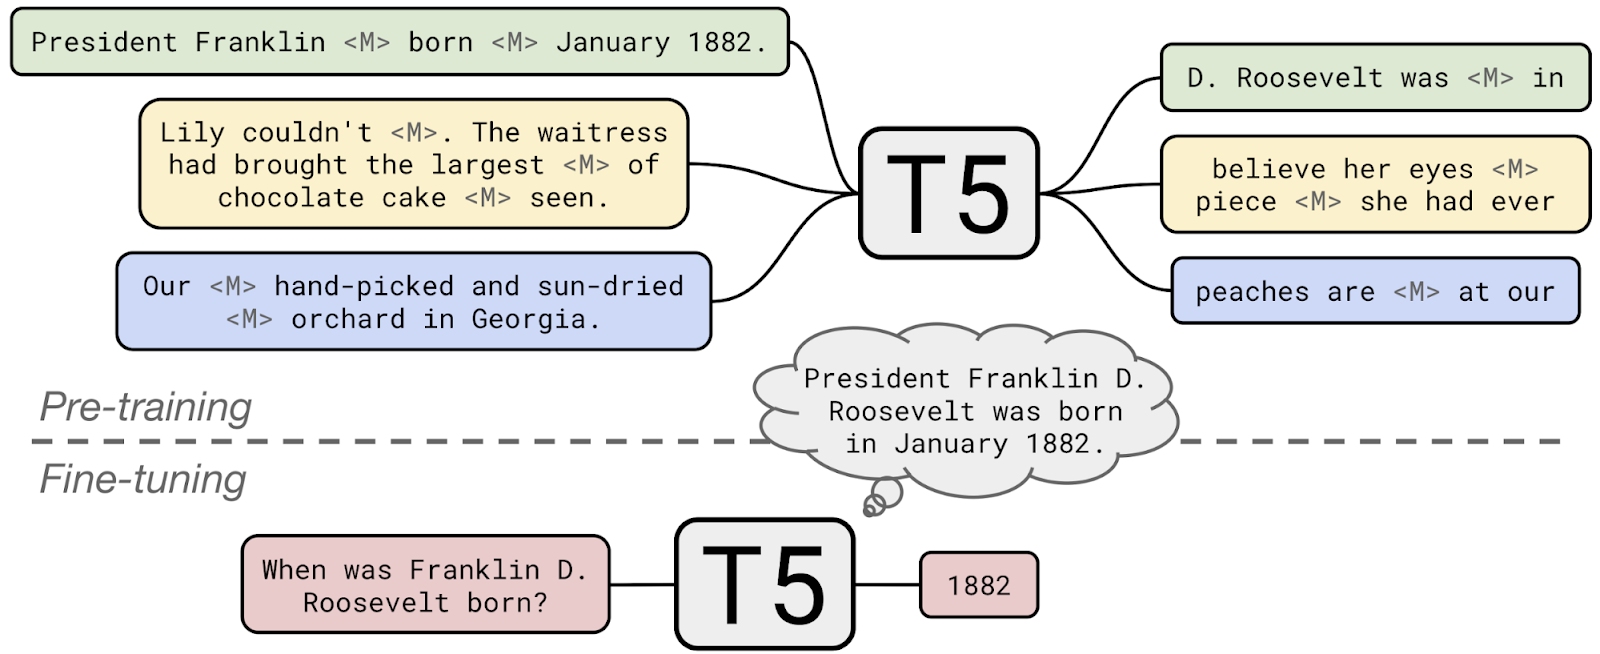 President Franklin <M> born <M> January 1882.
Lily couldn't <M>. The waitress
had brought the largest <M> of
chocolate cake <M> seen.
Our <M> hand-picked and sun-dried
<M> orchard in Georgia.
T5
D. Roosevelt was <M> in
believe her eyes <M>
piece <M> she had ever
peaches are <M> at our
Pre-training
President Franklin D.
Roosevelt was born
in January 1882.
Fine-tuning
When was Franklin D.
Roosevelt born?
T5
1882